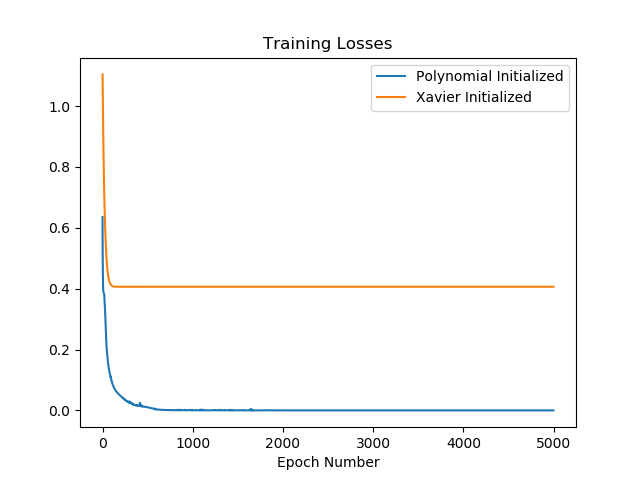 Training Losses
Polynomial Initialized
Xavier Initialized
1.0
0.8
0.6
0.4
0.2
0.0
0 1000 2000 3000 4000 5000
Epoch Number